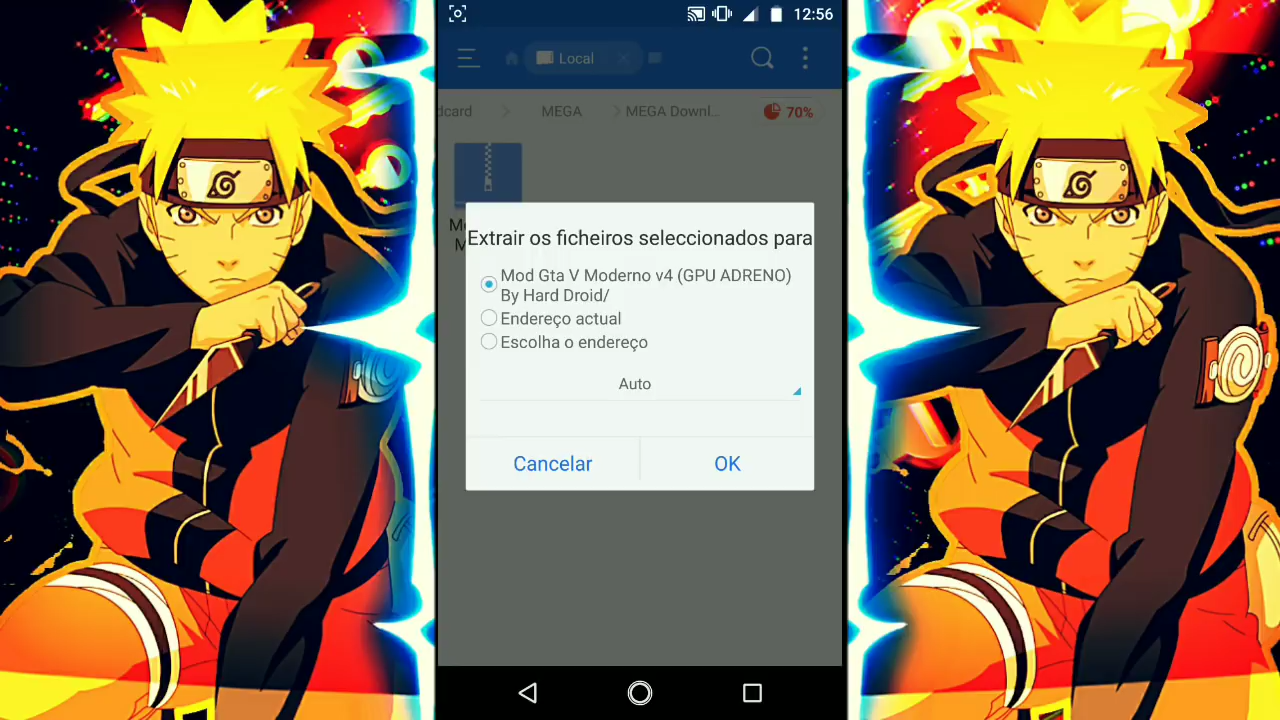 12:56
Local
dcard
MEGA
MEGA Downl...
70%
Extrair os ficheiros seleccionados para
Mod Gta V Moderno v4 (GPU ADRENO)
By Hard Droid/
Endereço actual
Escolha o endereço
Auto
Cancelar
OK